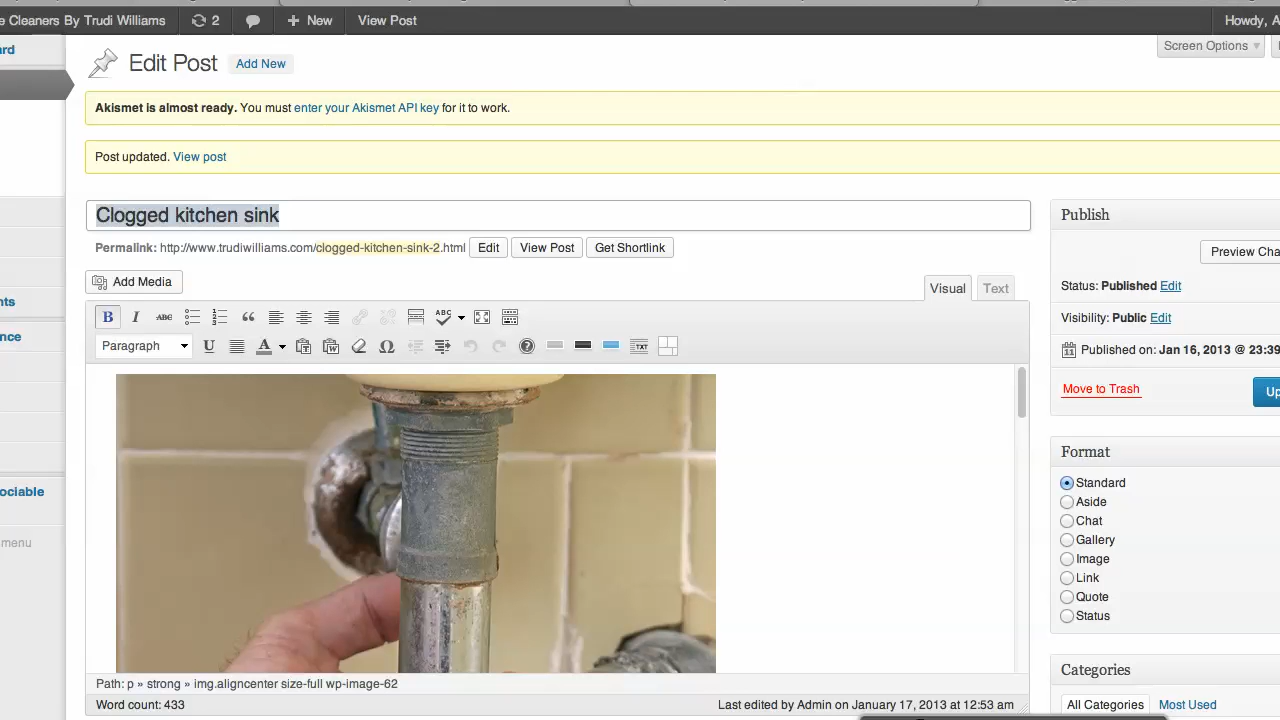 e Cleaners By Trudi Williams 2 New View Post Howdy, A
ard
Edit Post Add New Screen Options
Akismet is almost ready. You must enter your Akismet API key for it to work.
Post updated. View post
Clogged kitchen sink
Publish
Permalink: http://www.trudiwilliams.com/clogged-kitchen-sink-2.html Edit View Post Get Shortlink
Preview Cha
Add Media
Visual Text
Status: Published Edit
nts
B I ABC ABC
Visibility: Public Edit
nce
Paragraph U A TXT
Published on: Jan 16, 2013 @ 23:39
Move to Trash
Up
Format
Standard
ociable
Aside
Chat
menu
Gallery
Image
Link
Quote
Status
Categories
Path: p » strong » img.aligncenter size-full wp-image-62
Word count: 433 Last edited by Admin on January 17, 2013 at 12:53 am
All Categories Most Used